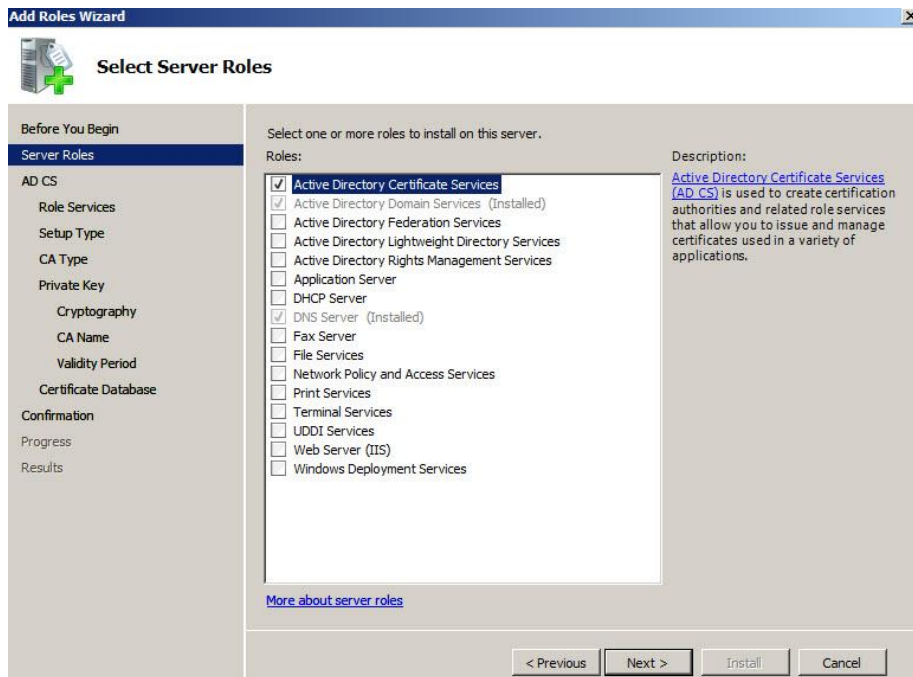 Add Roles Wizard
Select Server Roles
Before You Begin
Server Roles
AD CS
Role Services
Setup Type
CA Type
Private Key
Cryptography
CA Name
Validity Period
Certificate Database
Confirmation
Progress
Results
Select one or more roles to install on this server.
Roles:
Active Directory Certificate Services
Active Directory Domain Services (Installed)
Active Directory Federation Services
Active Directory Lightweight Directory Services
Active Directory Rights Management Services
Application Server
DHCP Server
DNS Server (Installed)
Fax Server
File Services
Network Policy and Access Services
Print Services
Terminal Services
UDDI Services
Web Server (IIS)
Windows Deployment Services
More about server roles
Description:
Active Directory Certificate Services
(AD CS) is used to create certification
authorities and related role services
that allow you to issue and manage
certificates used in a variety of
applications.
< Previous
Next >
Install
Cancel